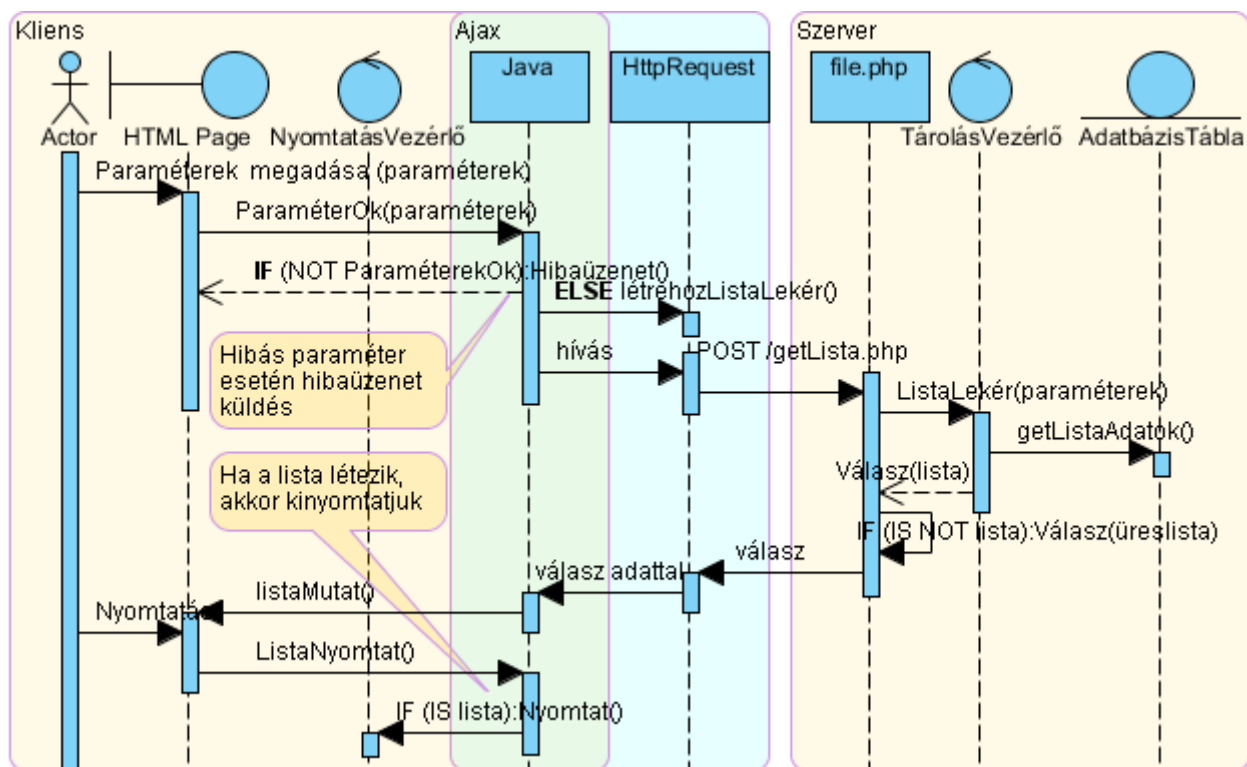 Kliens
Ajax
Szerver
Java
HttpRequest
file.php
Actor
HTML Page
NyomtatásVezérlő
TárolásVezérlő
AdatbázisTábla
Paraméterek megadása (paraméterek)
ParaméterOk(paraméterek)
IF (NOT ParaméterekOk):Hibaüzenet()
ELSE létrehozListaLekér()
Hibás paraméter
esetén hibaüzenet
küldés
hívás
POST /getLista.php
ListaLekér(paraméterek)
getListaAdatok()
Válasz(lista)
Ha a lista létezik,
akkor kinyomtatjuk
IF (IS NOT lista):Válasz(üreslista)
válasz
válasz adattal
listaMutat()
Nyomtatás
ListaNyomtat()
IF (IS lista):Nyomtat()